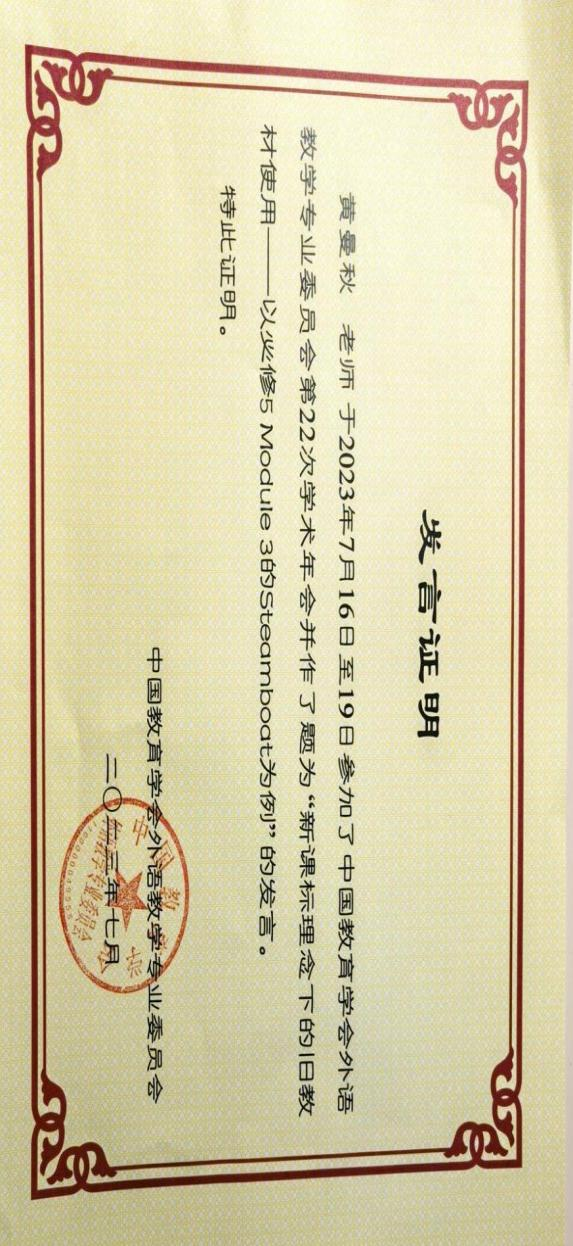 发言证明
黄曼秋 老师 于2023年7月16日至19日参加了中国教育学会外语
教学专业委员会第22次学术年会并作了题为“新课标理念下的旧教
材使用——以必修5 Module 3的Steamboat为例”的发言。
特此证明。
中国教育学会外语教学专业委员会
二〇二三年七月